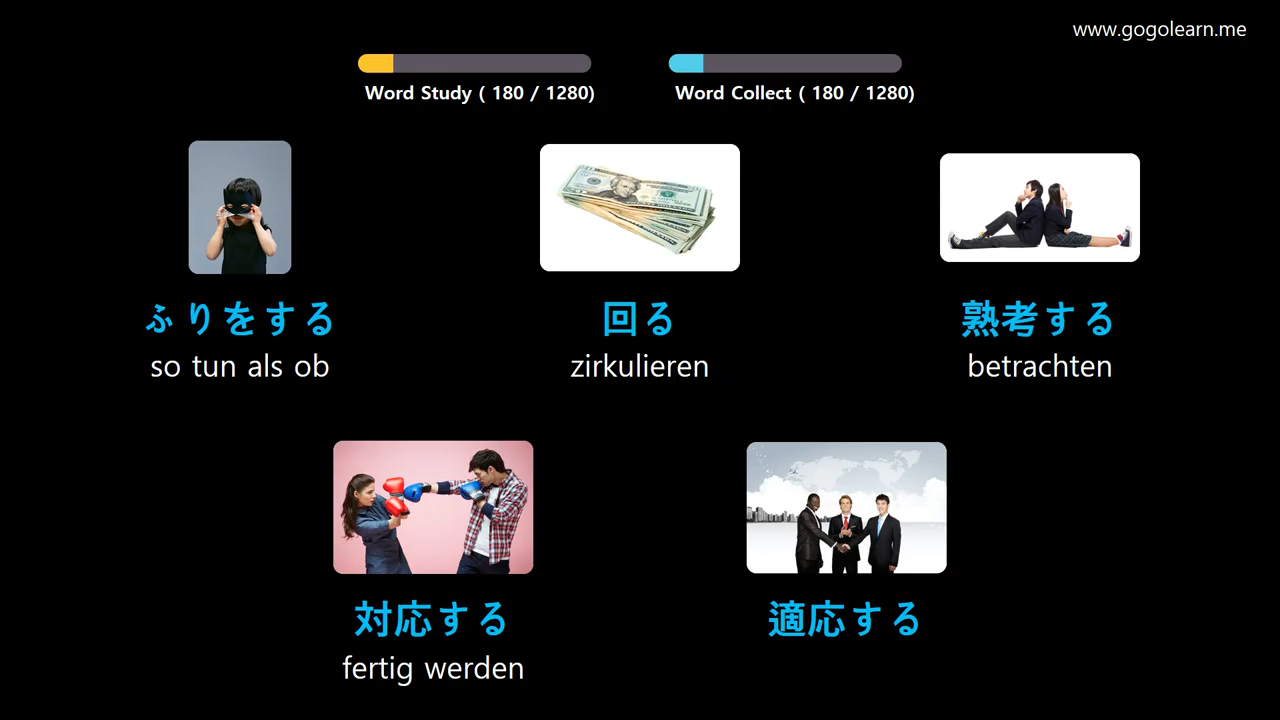 www.gogolearn.me
Word Study ( 180 / 1280)
Word Collect ( 180 / 1280)
ふりをする
so tun als ob
回る
zirkulieren
熟考する
betrachten
対応する
fertig werden
適応する